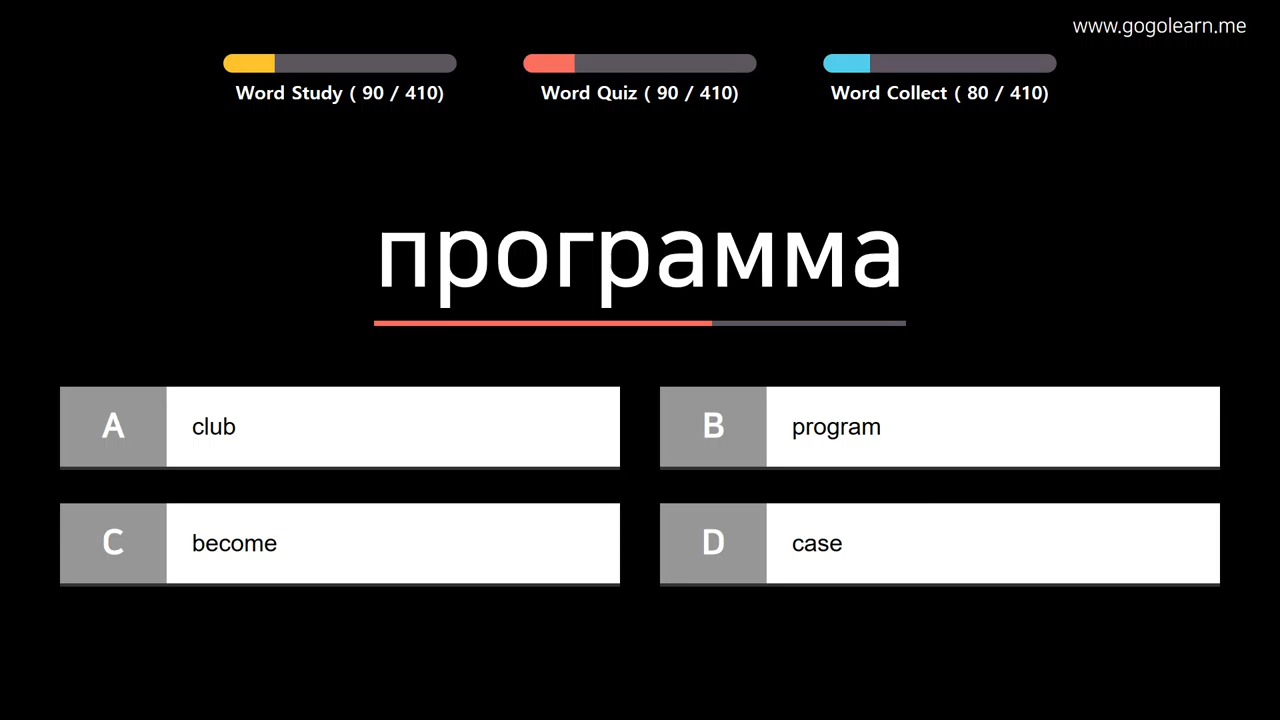 www.gogolearn.me
Word Study ( 90 / 410)
Word Quiz ( 90 / 410)
Word Collect ( 80 / 410)
программа
A club
B program
C become
D case